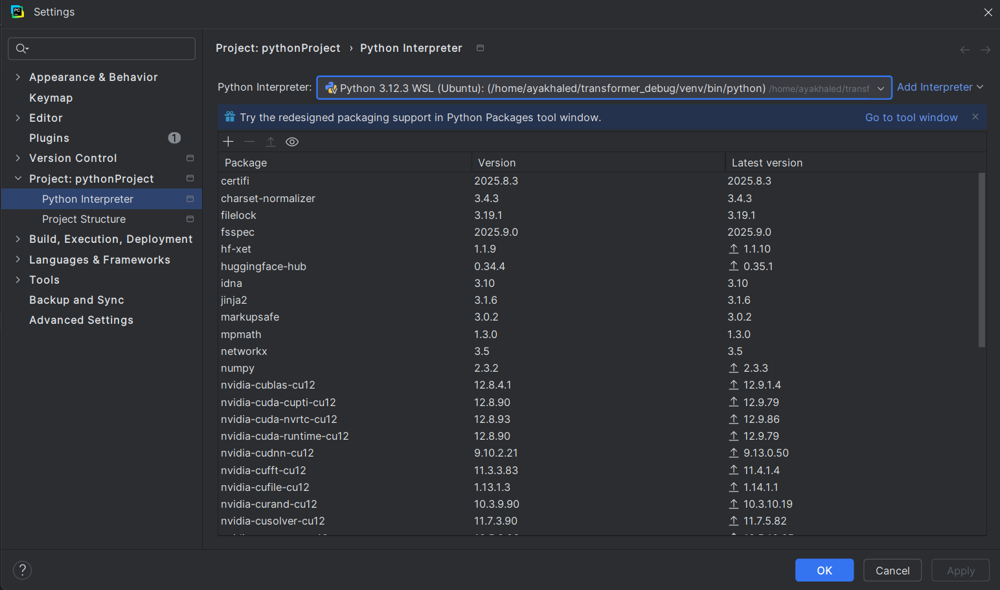 Settings
Project: pythonProject › Python Interpreter
Appearance & Behavior
Keymap
Editor
Plugins 1
Version Control
Project: pythonProject
Python Interpreter
Project Structure
Build, Execution, Deployment
Languages & Frameworks
Tools
Backup and Sync
Advanced Settings
Python Interpreter: Python 3.12.3 WSL (Ubuntu): (/home/ayakhaled/transformer_debug/venv/bin/python) /home/ayakhaled/transf Add Interpreter
Try the redesigned packaging support in Python Packages tool window. Go to tool window
Package Version Latest version
certifi 2025.8.3 2025.8.3
charset-normalizer 3.4.3 3.4.3
filelock 3.19.1 3.19.1
fsspec 2025.9.0 2025.9.0
hf-xet 1.1.9 1.1.10
huggingface-hub 0.34.4 0.35.1
idna 3.10 3.10
jinja2 3.1.6 3.1.6
markupsafe 3.0.2 3.0.2
mpmath 1.3.0 1.3.0
networkx 3.5 3.5
numpy 2.3.2 2.3.3
nvidia-cublas-cu12 12.8.4.1 12.9.1.4
nvidia-cuda-cupti-cu12 12.8.90 12.9.79
nvidia-cuda-nvrtc-cu12 12.8.93 12.9.86
nvidia-cuda-runtime-cu12 12.8.90 12.9.79
nvidia-cudnn-cu12 9.10.2.21 9.13.0.50
nvidia-cufft-cu12 11.3.3.83 11.4.1.4
nvidia-cufile-cu12 1.13.1.3 1.14.1.1
nvidia-curand-cu12 10.3.9.90 10.3.10.19
nvidia-cusolver-cu12 11.7.3.90 11.7.5.82
?
OK Cancel Apply